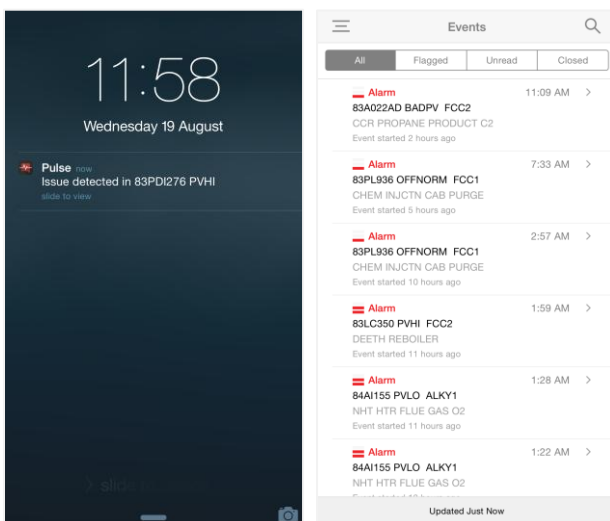 11:58
Wednesday 19 August
Pulse now
Issue detected in 83PDI276 PVHI
slide to view
> slide to
Events
All Flagged Unread Closed
Alarm 11:09 AM >
83A022AD BADPV FCC2
CCR PROPANE PRODUCT C2
Event started 2 hours ago
Alarm 7:33 AM >
83PL936 OFFNORM FCC1
CHEM INJCTN CAB PURGE
Event started 5 hours ago
Alarm 2:57 AM >
83PL936 OFFNORM FCC1
CHEM INJCTN CAB PURGE
Event started 10 hours ago
Alarm 1:59 AM >
83LC350 PVHI FCC2
DEETH REBOILER
Event started 11 hours ago
Alarm 1:28 AM >
84AI155 PVLO ALKY1
NHT HTR FLUE GAS O2
Event started 11 hours ago
Alarm 1:22 AM >
84AI155 PVLO ALKY1
NHT HTR FLUE GAS O2
Updated Just Now